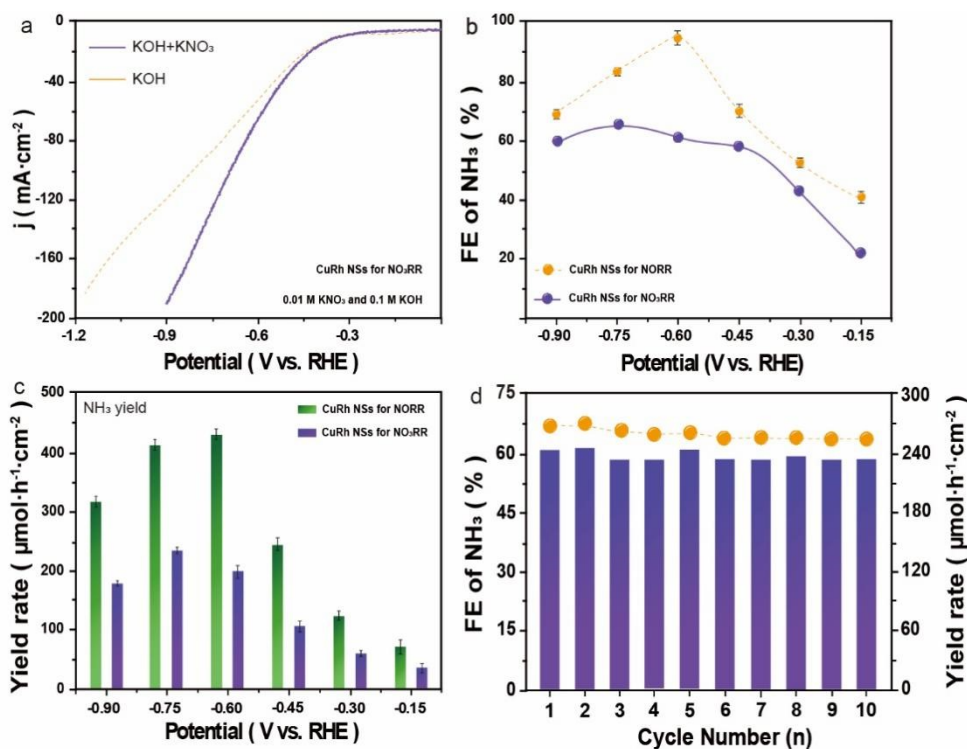 a
j ( mA·cm⁻²)
0
-40
-80
-120
-160
-200
KOH+KNO₃
KOH
CuRh NSs for NO₃RR
0.01 M KNO₃ and 0.1 M KOH
-1.2 -0.9 -0.6 -0.3
Potential ( V vs. RHE )
b
FE of NH₃ ( % )
100
80
60
40
20
CuRh NSs for NORR
CuRh NSs for NO₃RR
-0.90 -0.75 -0.60 -0.45 -0.30 -0.15
Potential (V vs. RHE)
c
Yield rate ( μmol·h⁻¹·cm⁻²)
500
400
300
200
100
0
NH₃ yield
CuRh NSs for NORR
CuRh NSs for NO₃RR
-0.90 -0.75 -0.60 -0.45 -0.30 -0.15
Potential ( V vs. RHE )
d
FE of NH₃ ( % )
75
60
45
30
15
0
1 2 3 4 5 6 7 8 9 10
Cycle Number (n)
300
240
180
120
60
0
Yield rate ( μmol·h⁻¹·cm⁻²)